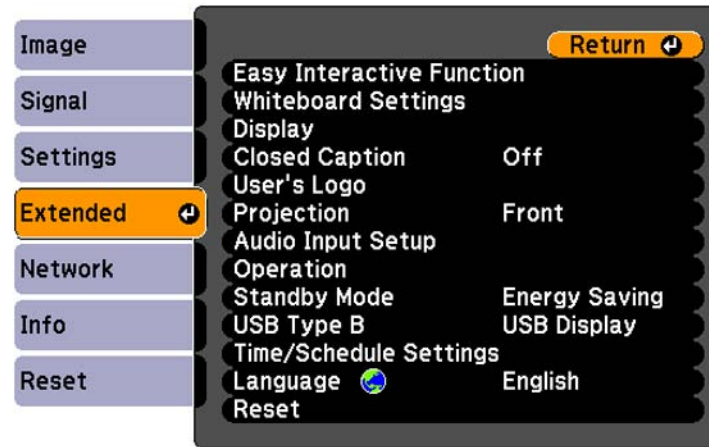 Image
Signal
Settings
Extended
Network
Info
Reset
Return
Easy Interactive Function
Whiteboard Settings
Display
Closed Caption Off
User's Logo
Projection Front
Audio Input Setup
Operation
Standby Mode Energy Saving
USB Type B USB Display
Time/Schedule Settings
Language English
Reset